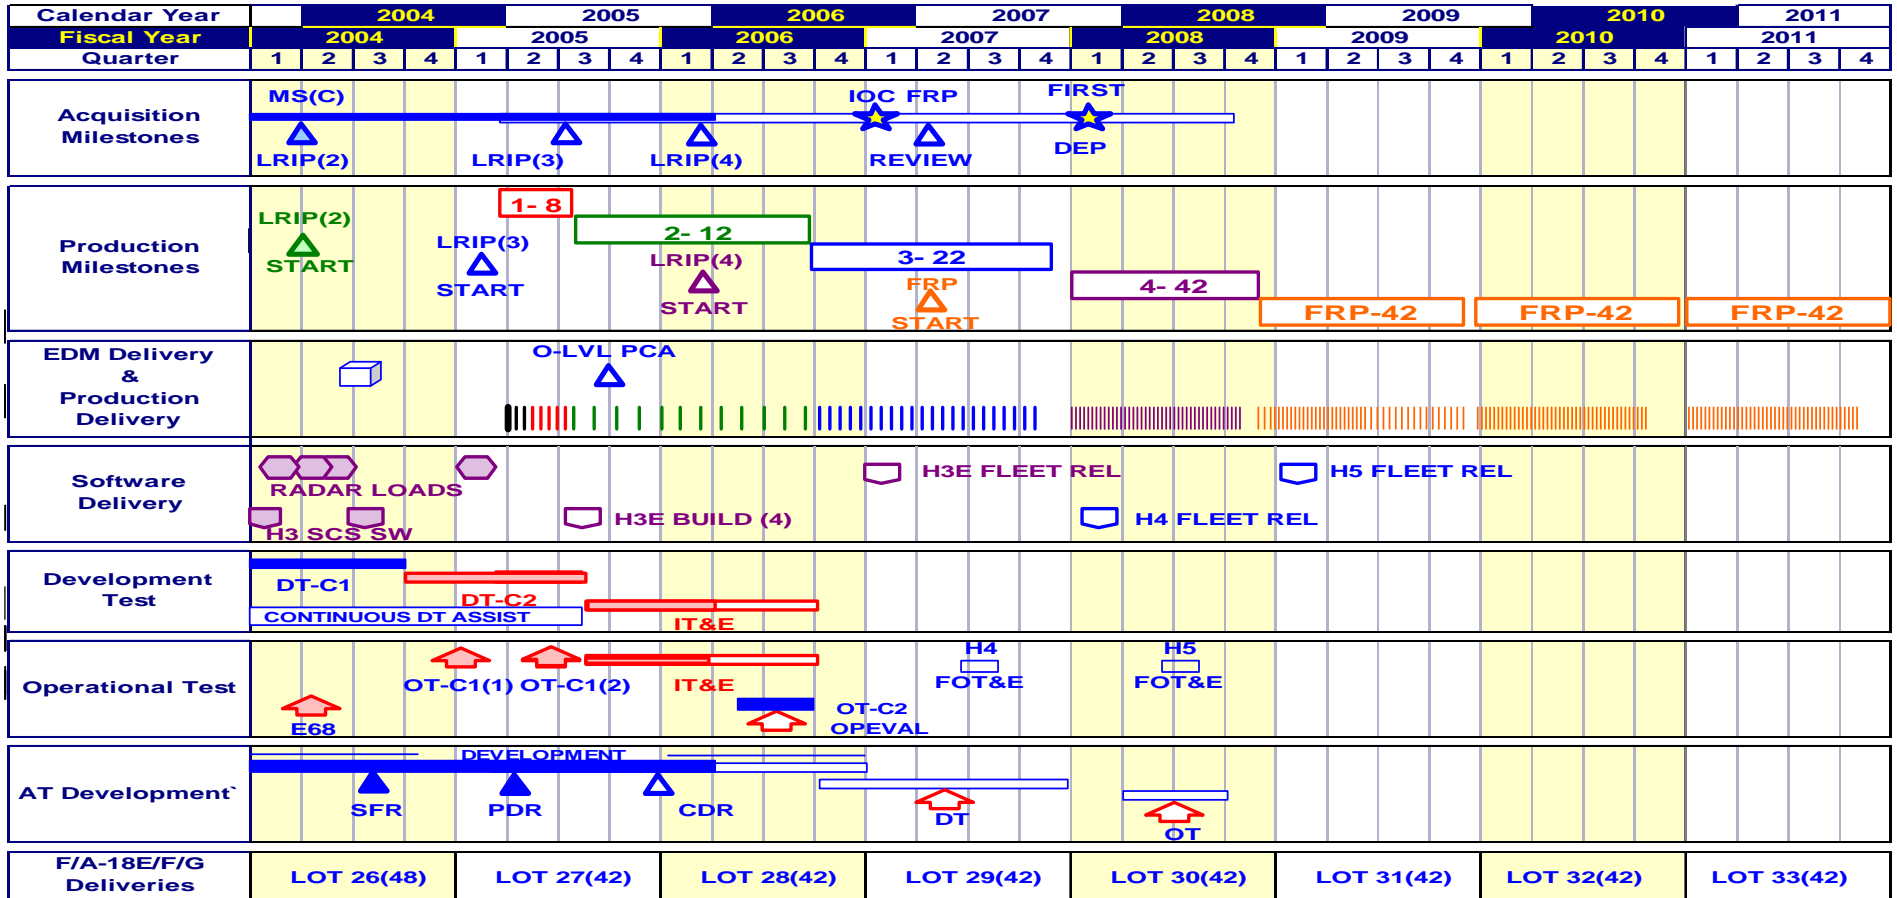 Calendar Year 2004 2005 2006 2007 2008 2009 2010 2011
Fiscal Year 2004 2005 2006 2007 2008 2009 2010 2011
Quarter 1 2 3 4 1 2 3 4 1 2 3 4 1 2 3 4 1 2 3 4 1 2 3 4 1 2 3 4 1 2 3 4
Acquisition
Milestones
MS(C) IOC FRP FIRST
LRIP(2) LRIP(3) LRIP(4) REVIEW DEP
Production
Milestones
1- 8
LRIP(2) 2- 12
START LRIP(3) LRIP(4) 3- 22
START START FRP 4- 42
START FRP-42 FRP-42 FRP-42
EDM Delivery
&
Production
Delivery
O-LVL PCA
Software
Delivery
RADAR LOADS H3E FLEET REL H5 FLEET REL
H3 SCS SW H3E BUILD (4) H4 FLEET REL
Development
Test
DT-C1 DT-C2
CONTINUOUS DT ASSIST IT&E
Operational Test
H4 H5
OT-C1(1) OT-C1(2) IT&E FOT&E FOT&E
E68 OT-C2
OPEVAL
AT Development`
DEVELOPMENT
SFR PDR CDR DT OT
F/A-18E/F/G
Deliveries
LOT 26(48) LOT 27(42) LOT 28(42) LOT 29(42) LOT 30(42) LOT 31(42) LOT 32(42) LOT 33(42)